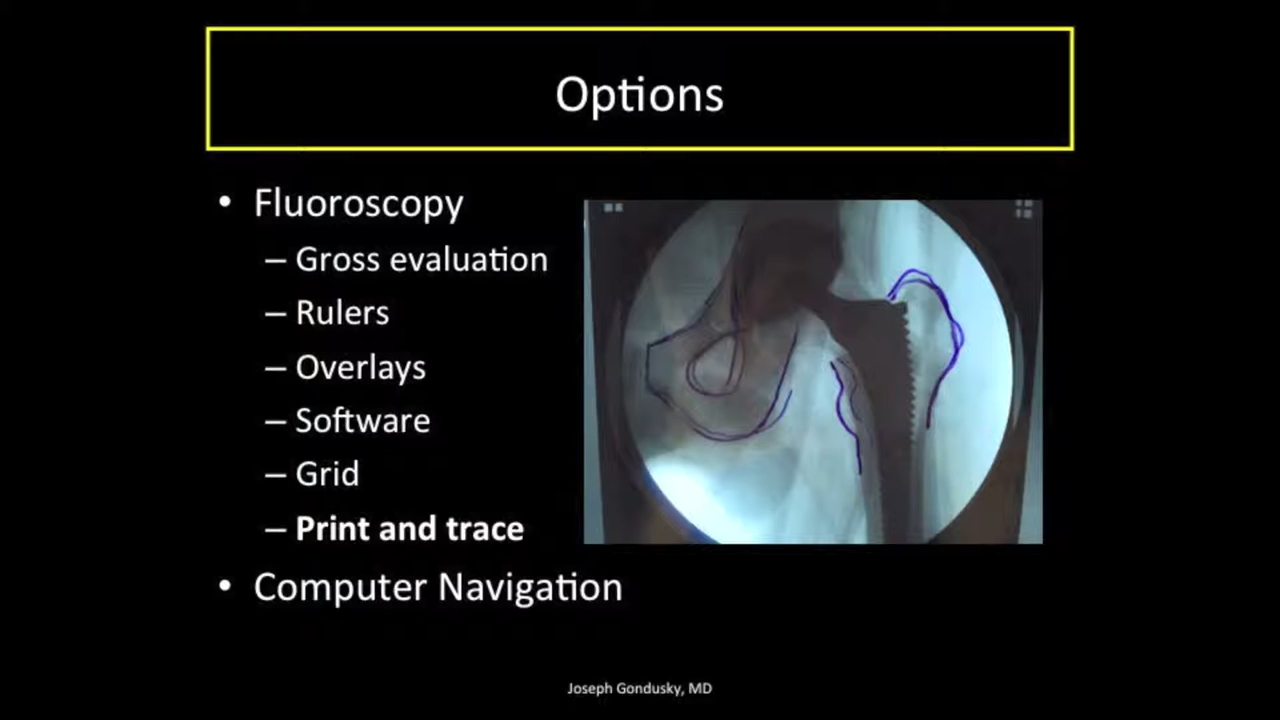 Options
• Fluoroscopy
– Gross evaluation
– Rulers
– Overlays
– Software
– Grid
– Print and trace
• Computer Navigation
Joseph Gondusky, MD